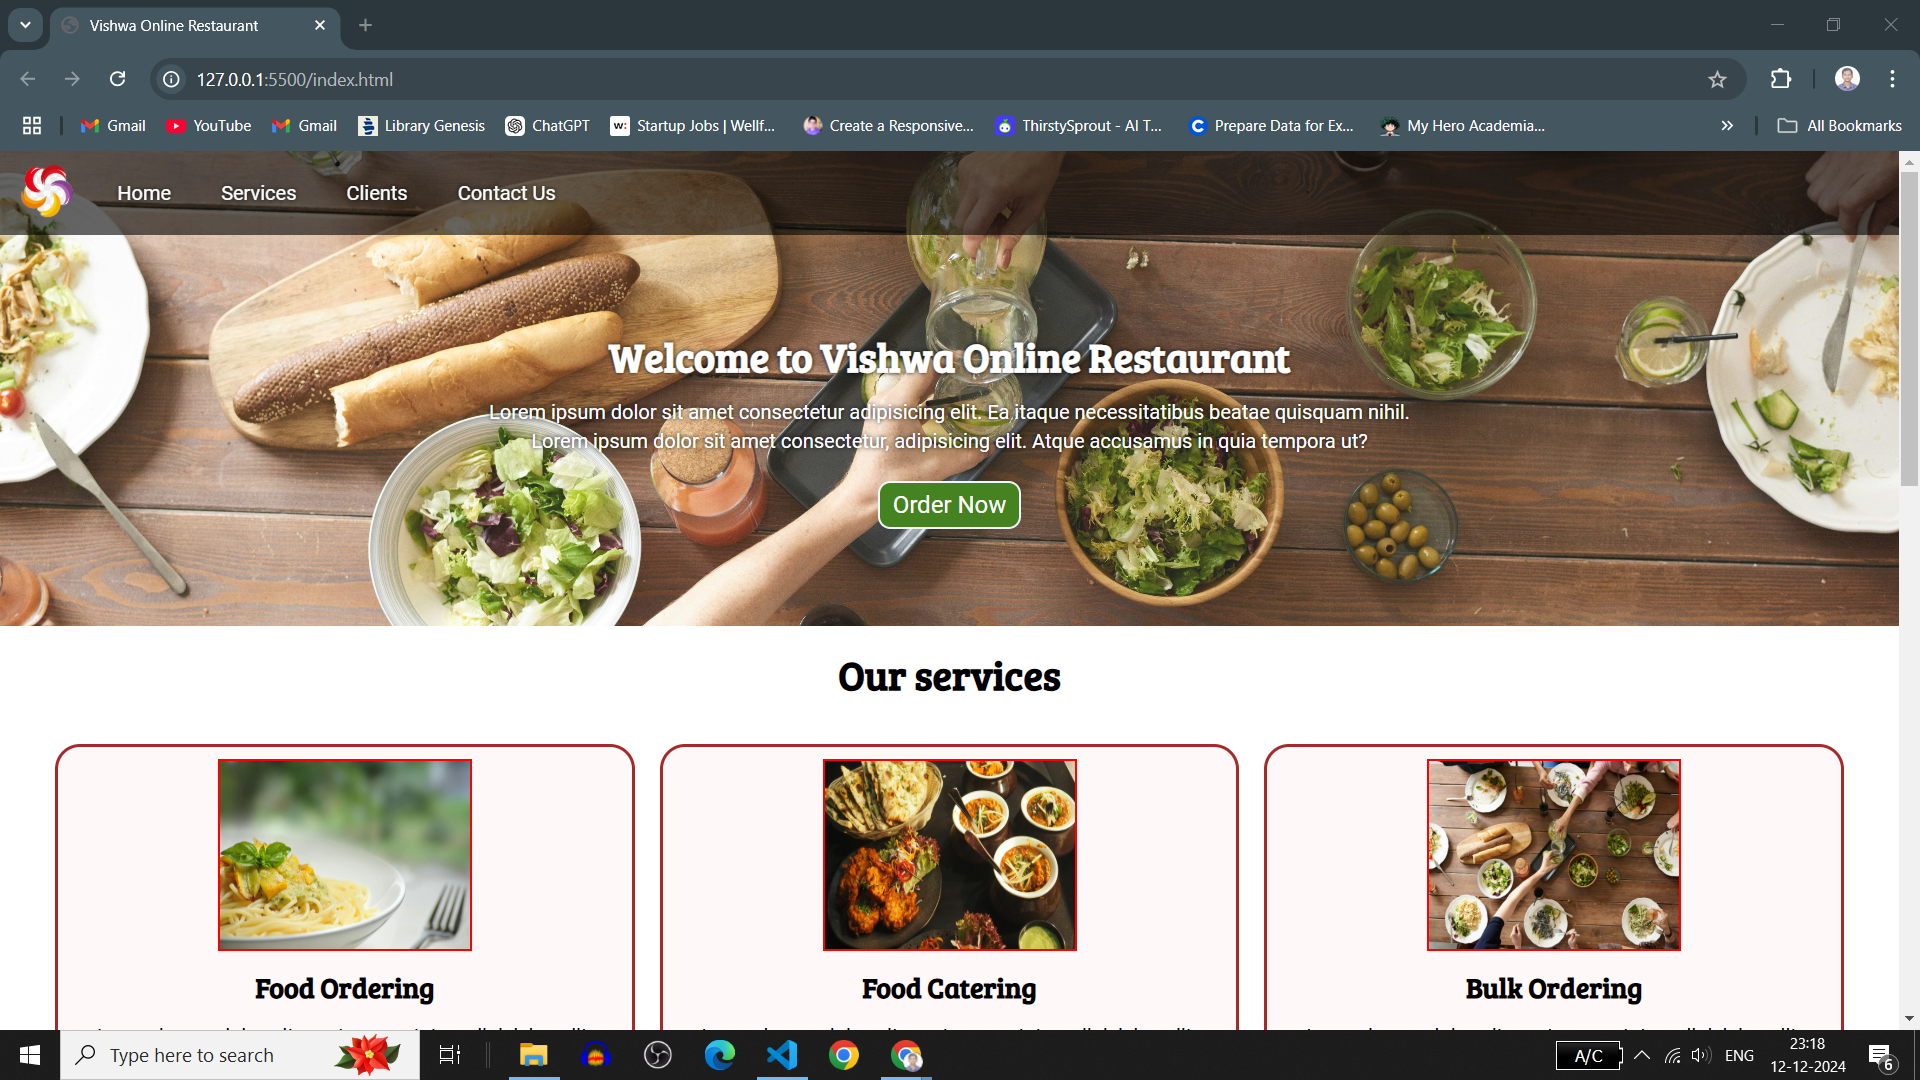 Vishwa Online Restaurant
127.0.0.1:5500/index.html
Gmail
YouTube
Gmail
Library Genesis
ChatGPT
w: Startup Jobs | Wellf...
Create a Responsive...
ThirstySprout - AI T...
Prepare Data for Ex...
My Hero Academia...
All Bookmarks
Home Services Clients Contact Us
Welcome to Vishwa Online Restaurant
Lorem ipsum dolor sit amet consectetur adipisicing elit. Ea itaque necessitatibus beatae quisquam nihil.
Lorem ipsum dolor sit amet consectetur, adipisicing elit. Atque accusamus in quia tempora ut?
Order Now
Our services
Food Ordering
Food Catering
Bulk Ordering
Type here to search
A/C
ENG
23:18
12-12-2024
6